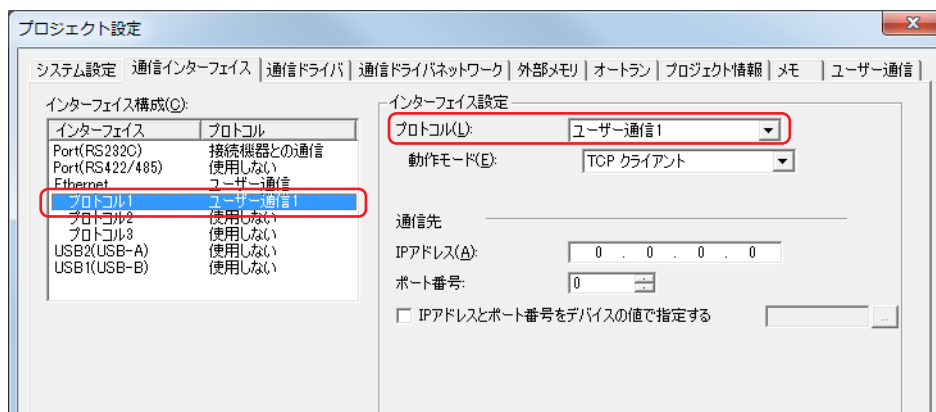 プロジェクト設定
システム設定 通信インターフェイス 通信ドライバ 通信ドライバネットワーク 外部メモリ オートラン プロジェクト情報 メモ ユーザー通信
インターフェイス構成(C):
インターフェイス プロトコル
Port(RS232C) 接続機器との通信
Port(RS422/485) 使用しない
Ethernet ユーザー通信
プロトコル1 ユーザー通信1
プロトコル2 使用しない
プロトコル3 使用しない
USB2(USB-A) 使用しない
USB1(USB-B) 使用しない
インターフェイス設定
プロトコル(L): ユーザー通信1
動作モード(E): TCP クライアント
通信先
IPアドレス(A): 0 . 0 . 0 . 0
ポート番号: 0
IPアドレスとポート番号をデバイスの値で指定する ...